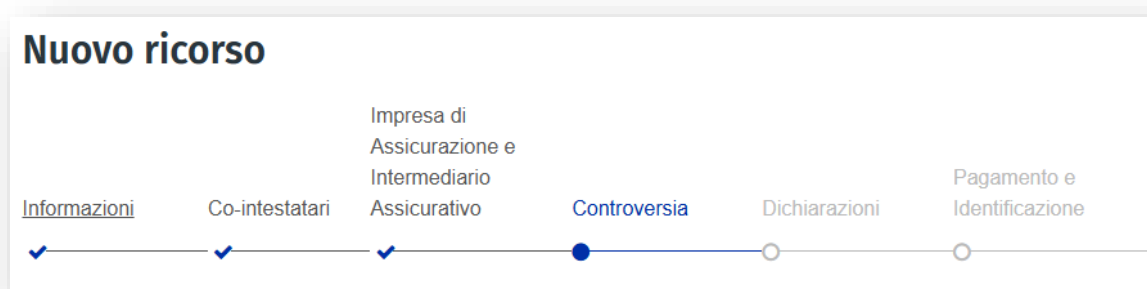 Nuovo ricorso
Informazioni
Co-intestatari
Impresa di
Assicurazione e
Intermediario
Assicurativo
Controversia
Dichiarazioni
Pagamento e
Identificazione